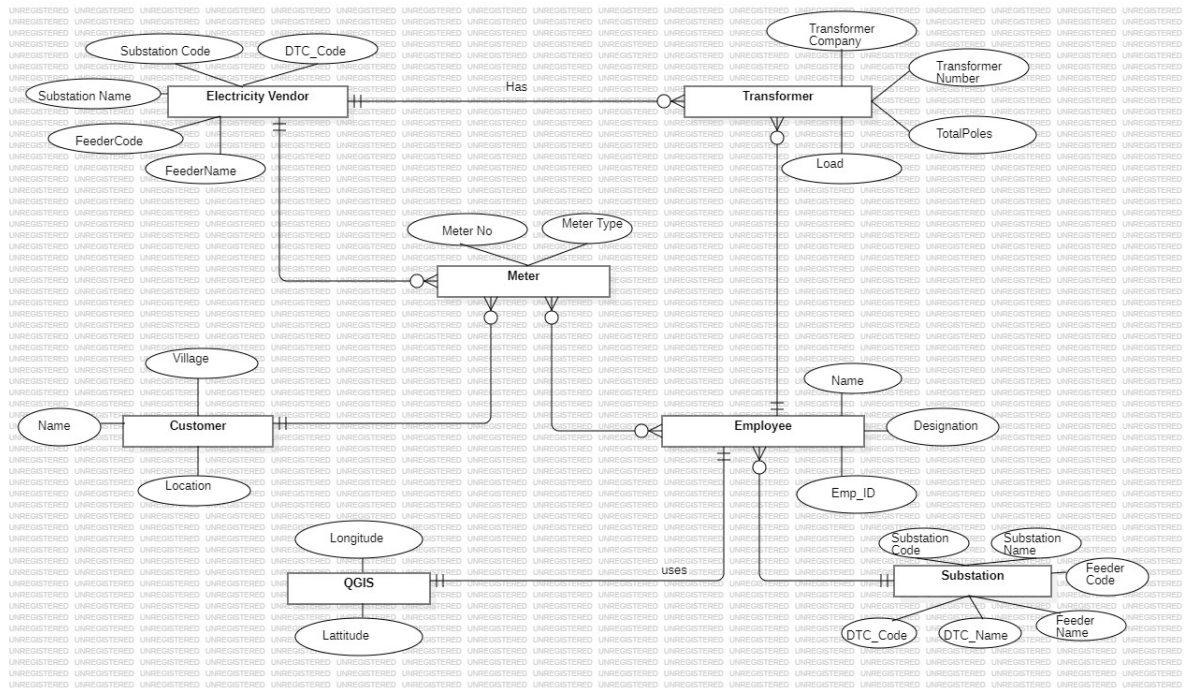 Transformer
Company
Substation Code
DTC_Code
Transformer
Number
Substation Name
Electricity Vendor
Has
Transformer
FeederCode
TotalPoles
FeederName
Load
Meter No
Meter Type
Meter
Village
Name
Name
Customer
Employee
Designation
Location
Emp_ID
Longitude
Substation
Code
Substation
Name
QGIS
uses
Substation
Feeder
Code
Lattitude
DTC_Code
DTC_Name
Feeder
Name
UNREGISTERED